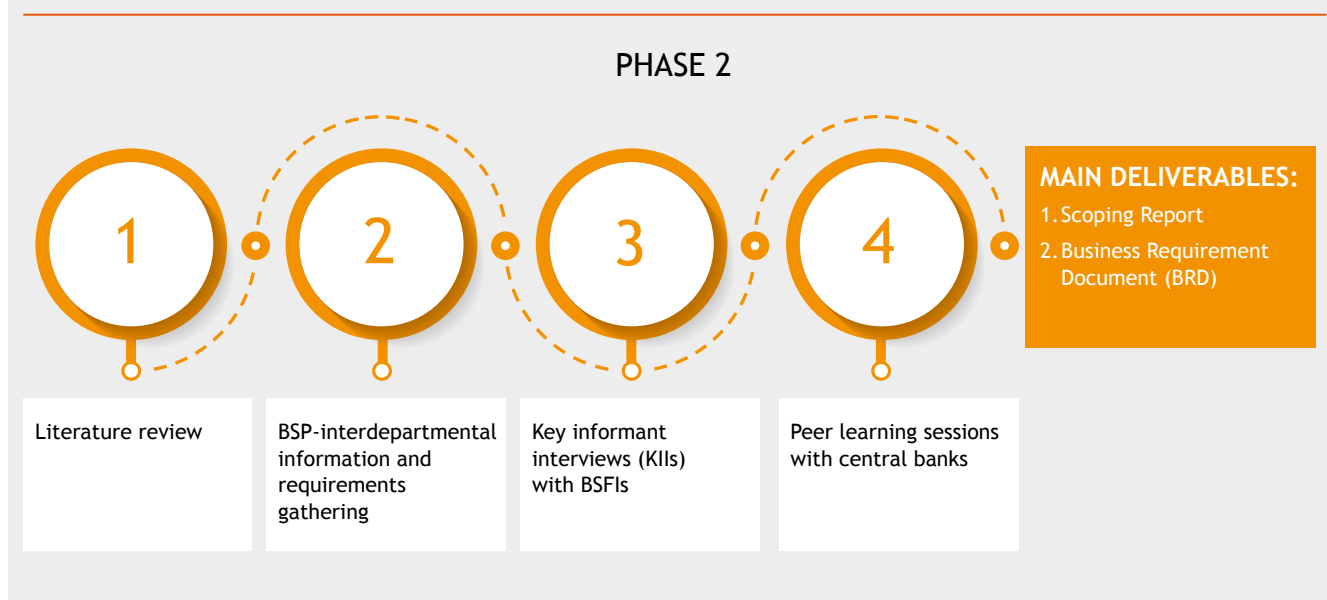 PHASE 2
1
2
3
4
Literature review
BSP-interdepartmental
information and
requirements
gathering
Key informant
interviews (KIIs)
with BSFIs
Peer learning sessions
with central banks
MAIN DELIVERABLES:
1. Scoping Report
2. Business Requirement
Document (BRD)